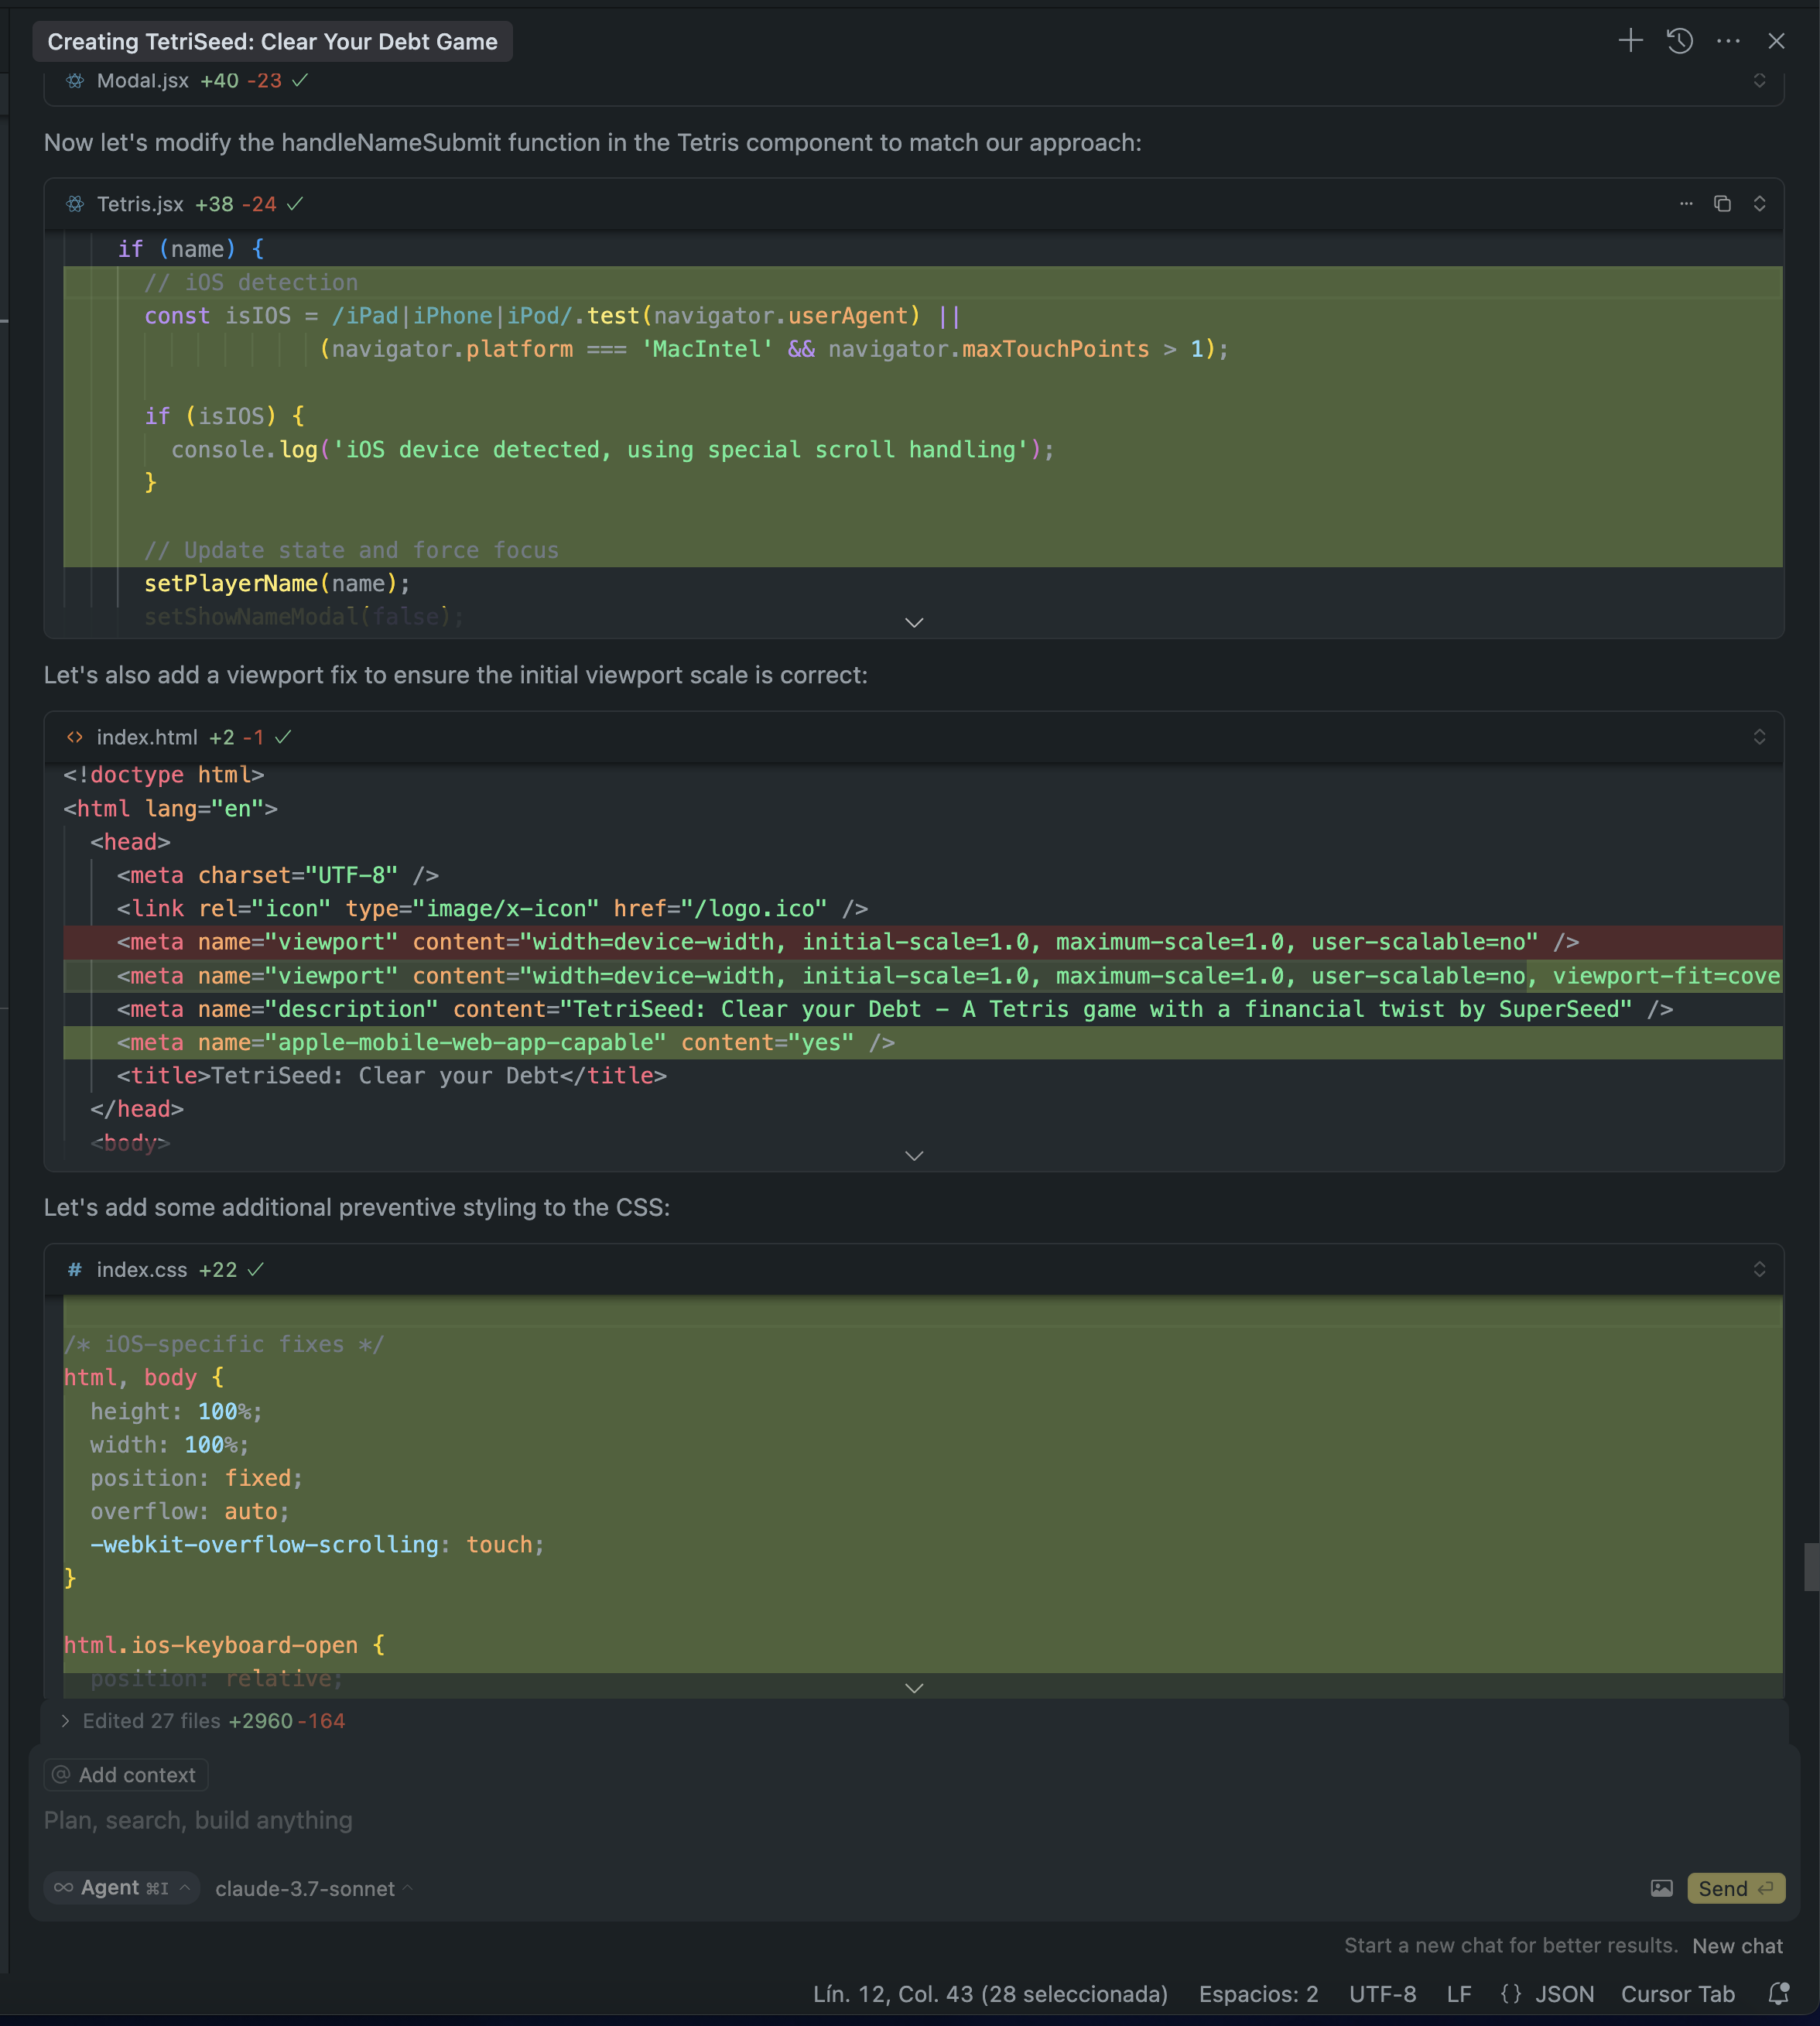 Creating TetriSeed: Clear Your Debt Game
Modal.jsx +40 -23
Now let's modify the handleNameSubmit function in the Tetris component to match our approach:
Tetris.jsx +38 -24
if (name) {
// iOS detection
const isIOS = /iPad|iPhone|iPod/.test(navigator.userAgent) ||
(navigator.platform === 'MacIntel' && navigator.maxTouchPoints > 1);
if (isIOS) {
console.log('iOS device detected, using special scroll handling');
}
// Update state and force focus
setPlayerName(name);
setShowNameModal(false);
Let's also add a viewport fix to ensure the initial viewport scale is correct:
<> index.html +2 -1
<!doctype html>
<html lang="en">
<head>
<meta charset="UTF-8" />
<link rel="icon" type="image/x-icon" href="/logo.ico" />
<meta name="viewport" content="width=device-width, initial-scale=1.0, maximum-scale=1.0, user-scalable=no" />
<meta name="viewport" content="width=device-width, initial-scale=1.0, maximum-scale=1.0, user-scalable=no, viewport-fit=cove
<meta name="description" content="TetriSeed: Clear your Debt - A Tetris game with a financial twist by SuperSeed" />
<meta name="apple-mobile-web-app-capable" content="yes" />
<title>TetriSeed: Clear your Debt</title>
</head>
<body>
Let's add some additional preventive styling to the CSS:
# index.css +22
/* iOS-specific fixes */
html, body {
height: 100%;
width: 100%;
position: fixed;
overflow: auto;
-webkit-overflow-scrolling: touch;
}
html.ios-keyboard-open {
position: relative;
Edited 27 files +2960 -164
@ Add context
Plan, search, build anything
∞ Agent ⌘I claude-3.7-sonnet Send
Start a new chat for better results. New chat
Lín. 12, Col. 43 (28 seleccionada) Espacios: 2 UTF-8 LF {} JSON Cursor Tab